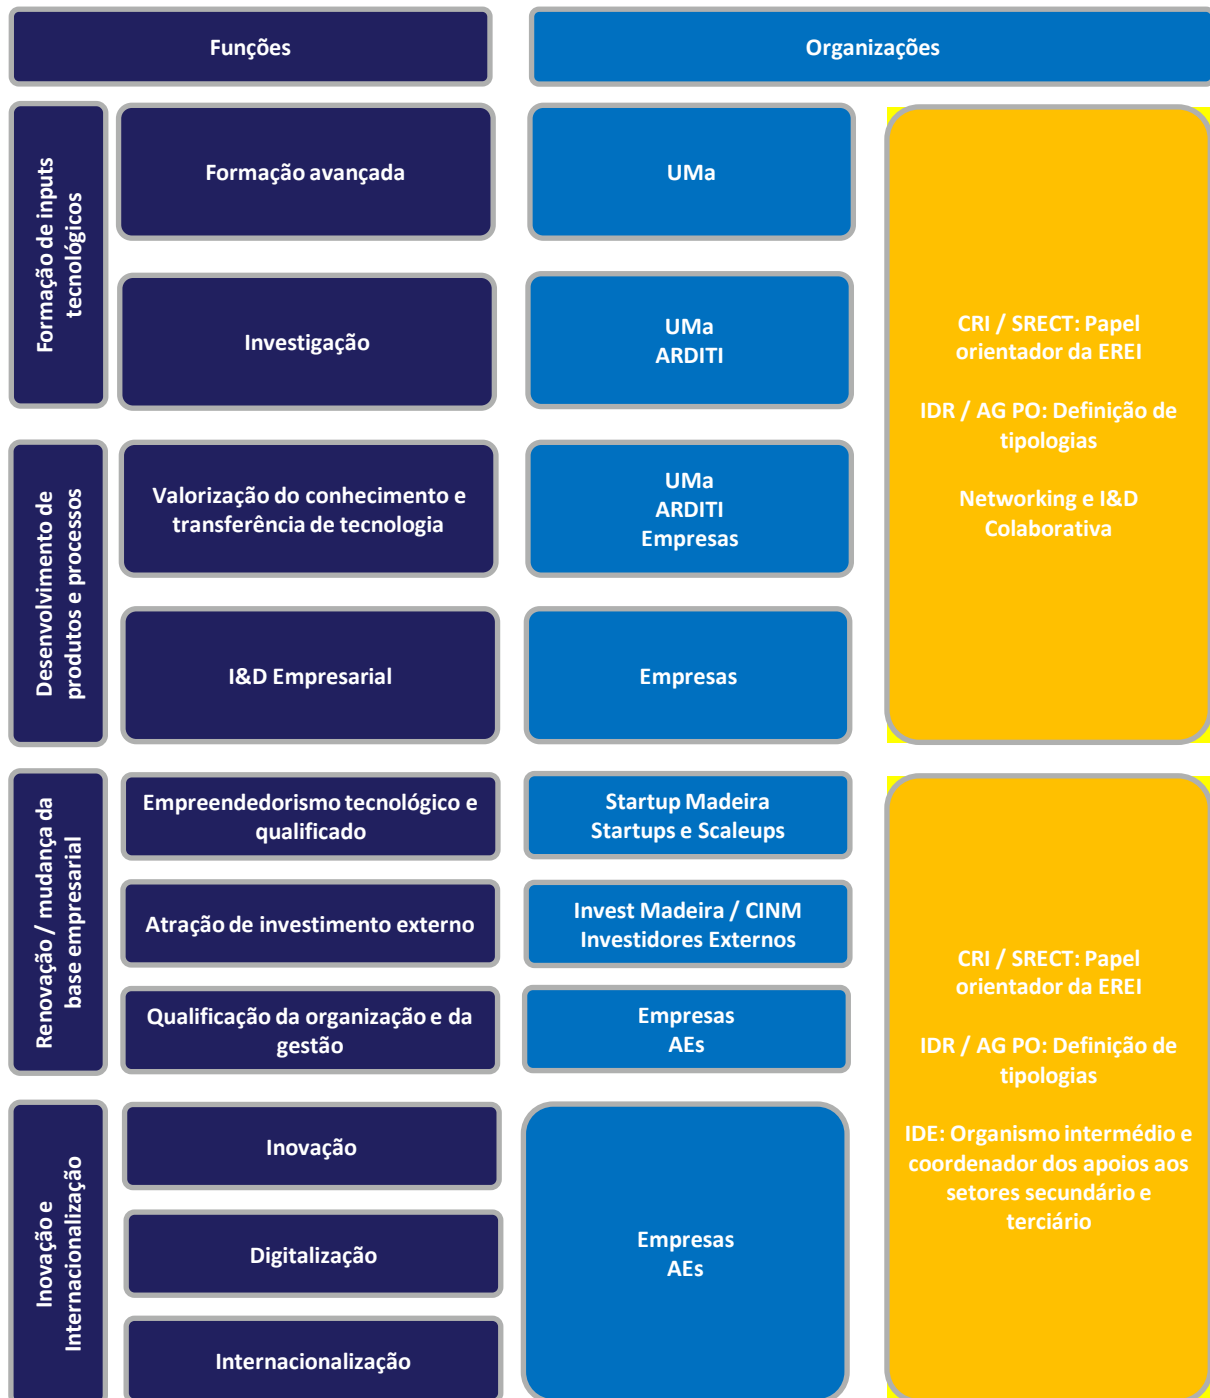 Funções
Organizações
Formação de inputs
tecnológicos
Formação avançada
UMa
Investigação
UMa
ARDITI
CRI / SRECT: Papel
orientador da EREI
IDR / AG PO: Definição de
tipologias
Networking e I&D
Colaborativa
Desenvolvimento de
produtos e processos
Valorização do conhecimento e
transferência de tecnologia
UMa
ARDITI
Empresas
I&D Empresarial
Empresas
Renovação / mudança da
base empresarial
Empreendedorismo tecnológico e
qualificado
Startup Madeira
Startups e Scaleups
Atração de investimento externo
Invest Madeira / CINM
Investidores Externos
Qualificação da organização e da
gestão
Empresas
AEs
CRI / SRECT: Papel
orientador da EREI
IDR / AG PO: Definição de
tipologias
IDE: Organismo intermédio e
coordenador dos apoios aos
setores secundário e
terciário
Inovação e
Internacionalização
Inovação
Digitalização
Internacionalização
Empresas
AEs